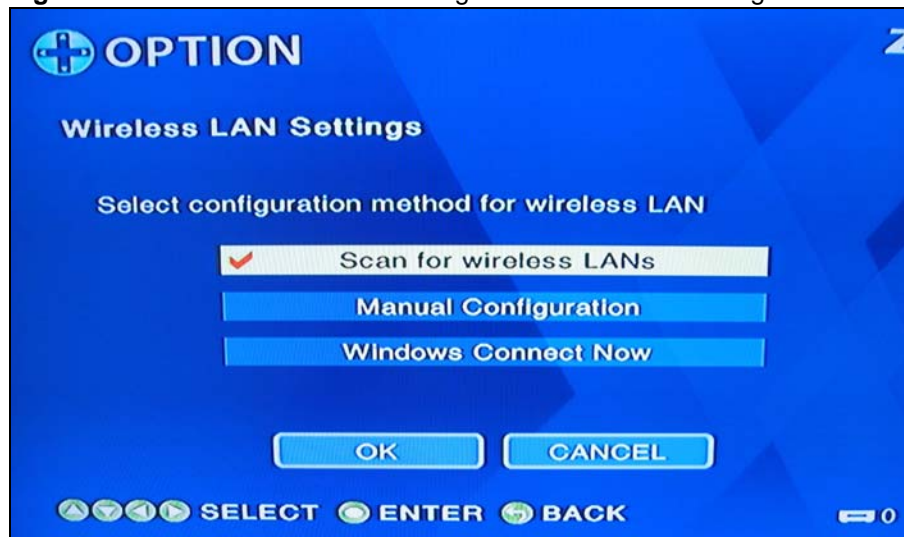 OPTION
Z
Wireless LAN Settings
Select configuration method for wireless LAN
Scan for wireless LANs
Manual Configuration
Windows Connect Now
OK CANCEL
SELECT ENTER BACK
0